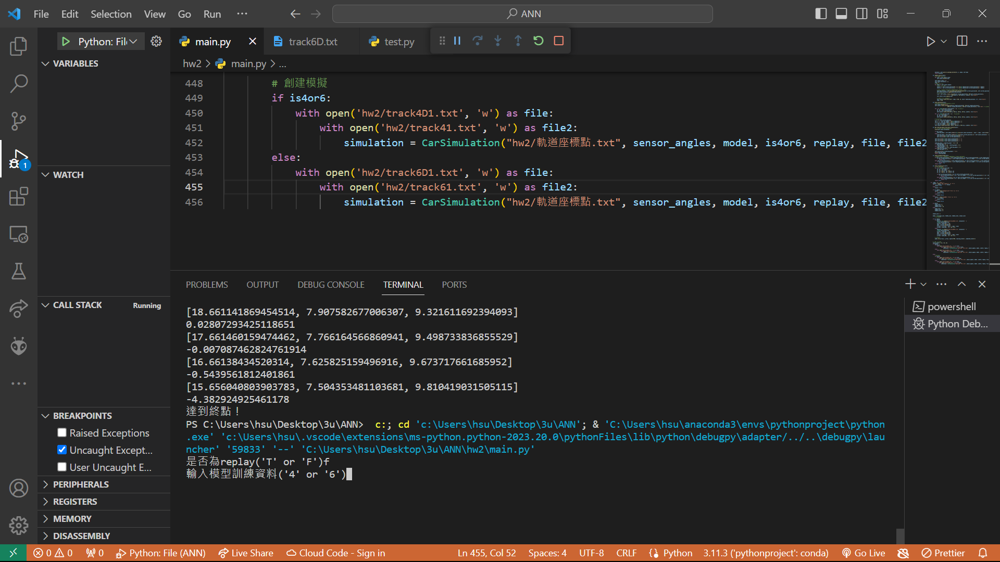 File Edit Selection View Go Run ···
ANN
Python: Fil
main.py
track6D.txt
test.py
hw2 > main.py > ...
VARIABLES
WATCH
CALL STACK Running
BREAKPOINTS
Raised Exceptions
Uncaught Except...
User Uncaught E...
PERIPHERALS
REGISTERS
MEMORY
DISASSEMBLY
1
448 # 創建模擬
449 if is4or6:
450 with open('hw2/track4D1.txt', 'w') as file:
451 with open('hw2/track41.txt', 'w') as file2:
452 simulation = CarSimulation("hw2/軌道座標點.txt", sensor_angles, model, is4or6, replay, file, file2
453 else:
454 with open('hw2/track6D1.txt', 'w') as file:
455 with open('hw2/track61.txt', 'w') as file2:
456 simulation = CarSimulation("hw2/軌道座標點.txt", sensor_angles, model, is4or6, replay, file, file2
PROBLEMS OUTPUT DEBUG CONSOLE TERMINAL PORTS
powershell
Python Deb...
[18.661141869454514, 7.907582677006307, 9.321611692394093]
0.02807293425118651
[17.661460159474462, 7.766164566860941, 9.498733836855529]
-0.007087462824761914
[16.66138434520314, 7.625825159496916, 9.673717661685952]
-0.5439561812401861
[15.656040803903783, 7.504353481103681, 9.810419031505115]
-4.382924925461178
達到終點！
PS C:\Users\hsu\Desktop\3u\ANN> c:; cd 'c:\Users\hsu\Desktop\3u\ANN'; & 'C:\Users\hsu\anaconda3\envs\pythonproject\python
.exe' 'c:\Users\hsu\.vscode\extensions\ms-python.python-2023.20.0\pythonFiles\lib\python\debugpy\adapter/../..\debugpy\lau
ncher' '59833' '--' 'C:\Users\hsu\Desktop\3u\ANN\hw2\main.py'
是否為replay('T' or 'F')f
輸入模型訓練資料('4' or '6')
0 0 0 Python: File (ANN) Live Share Cloud Code - Sign in Ln 455, Col 52 Spaces: 4 UTF-8 CRLF Python 3.11.3 ('pythonproject': conda) Go Live Prettier